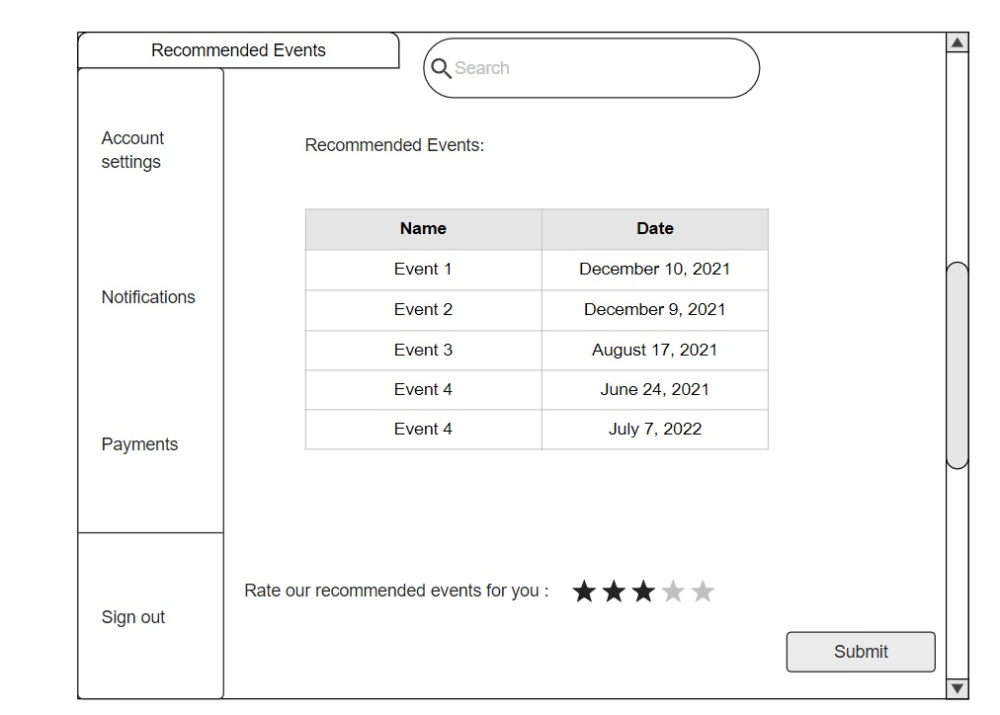 Recommended Events
Search
Account
settings
Notifications
Payments
Sign out
Recommended Events:
Name Date
Event 1 December 10, 2021
Event 2 December 9, 2021
Event 3 August 17, 2021
Event 4 June 24, 2021
Event 4 July 7, 2022
Rate our recommended events for you :
Submit